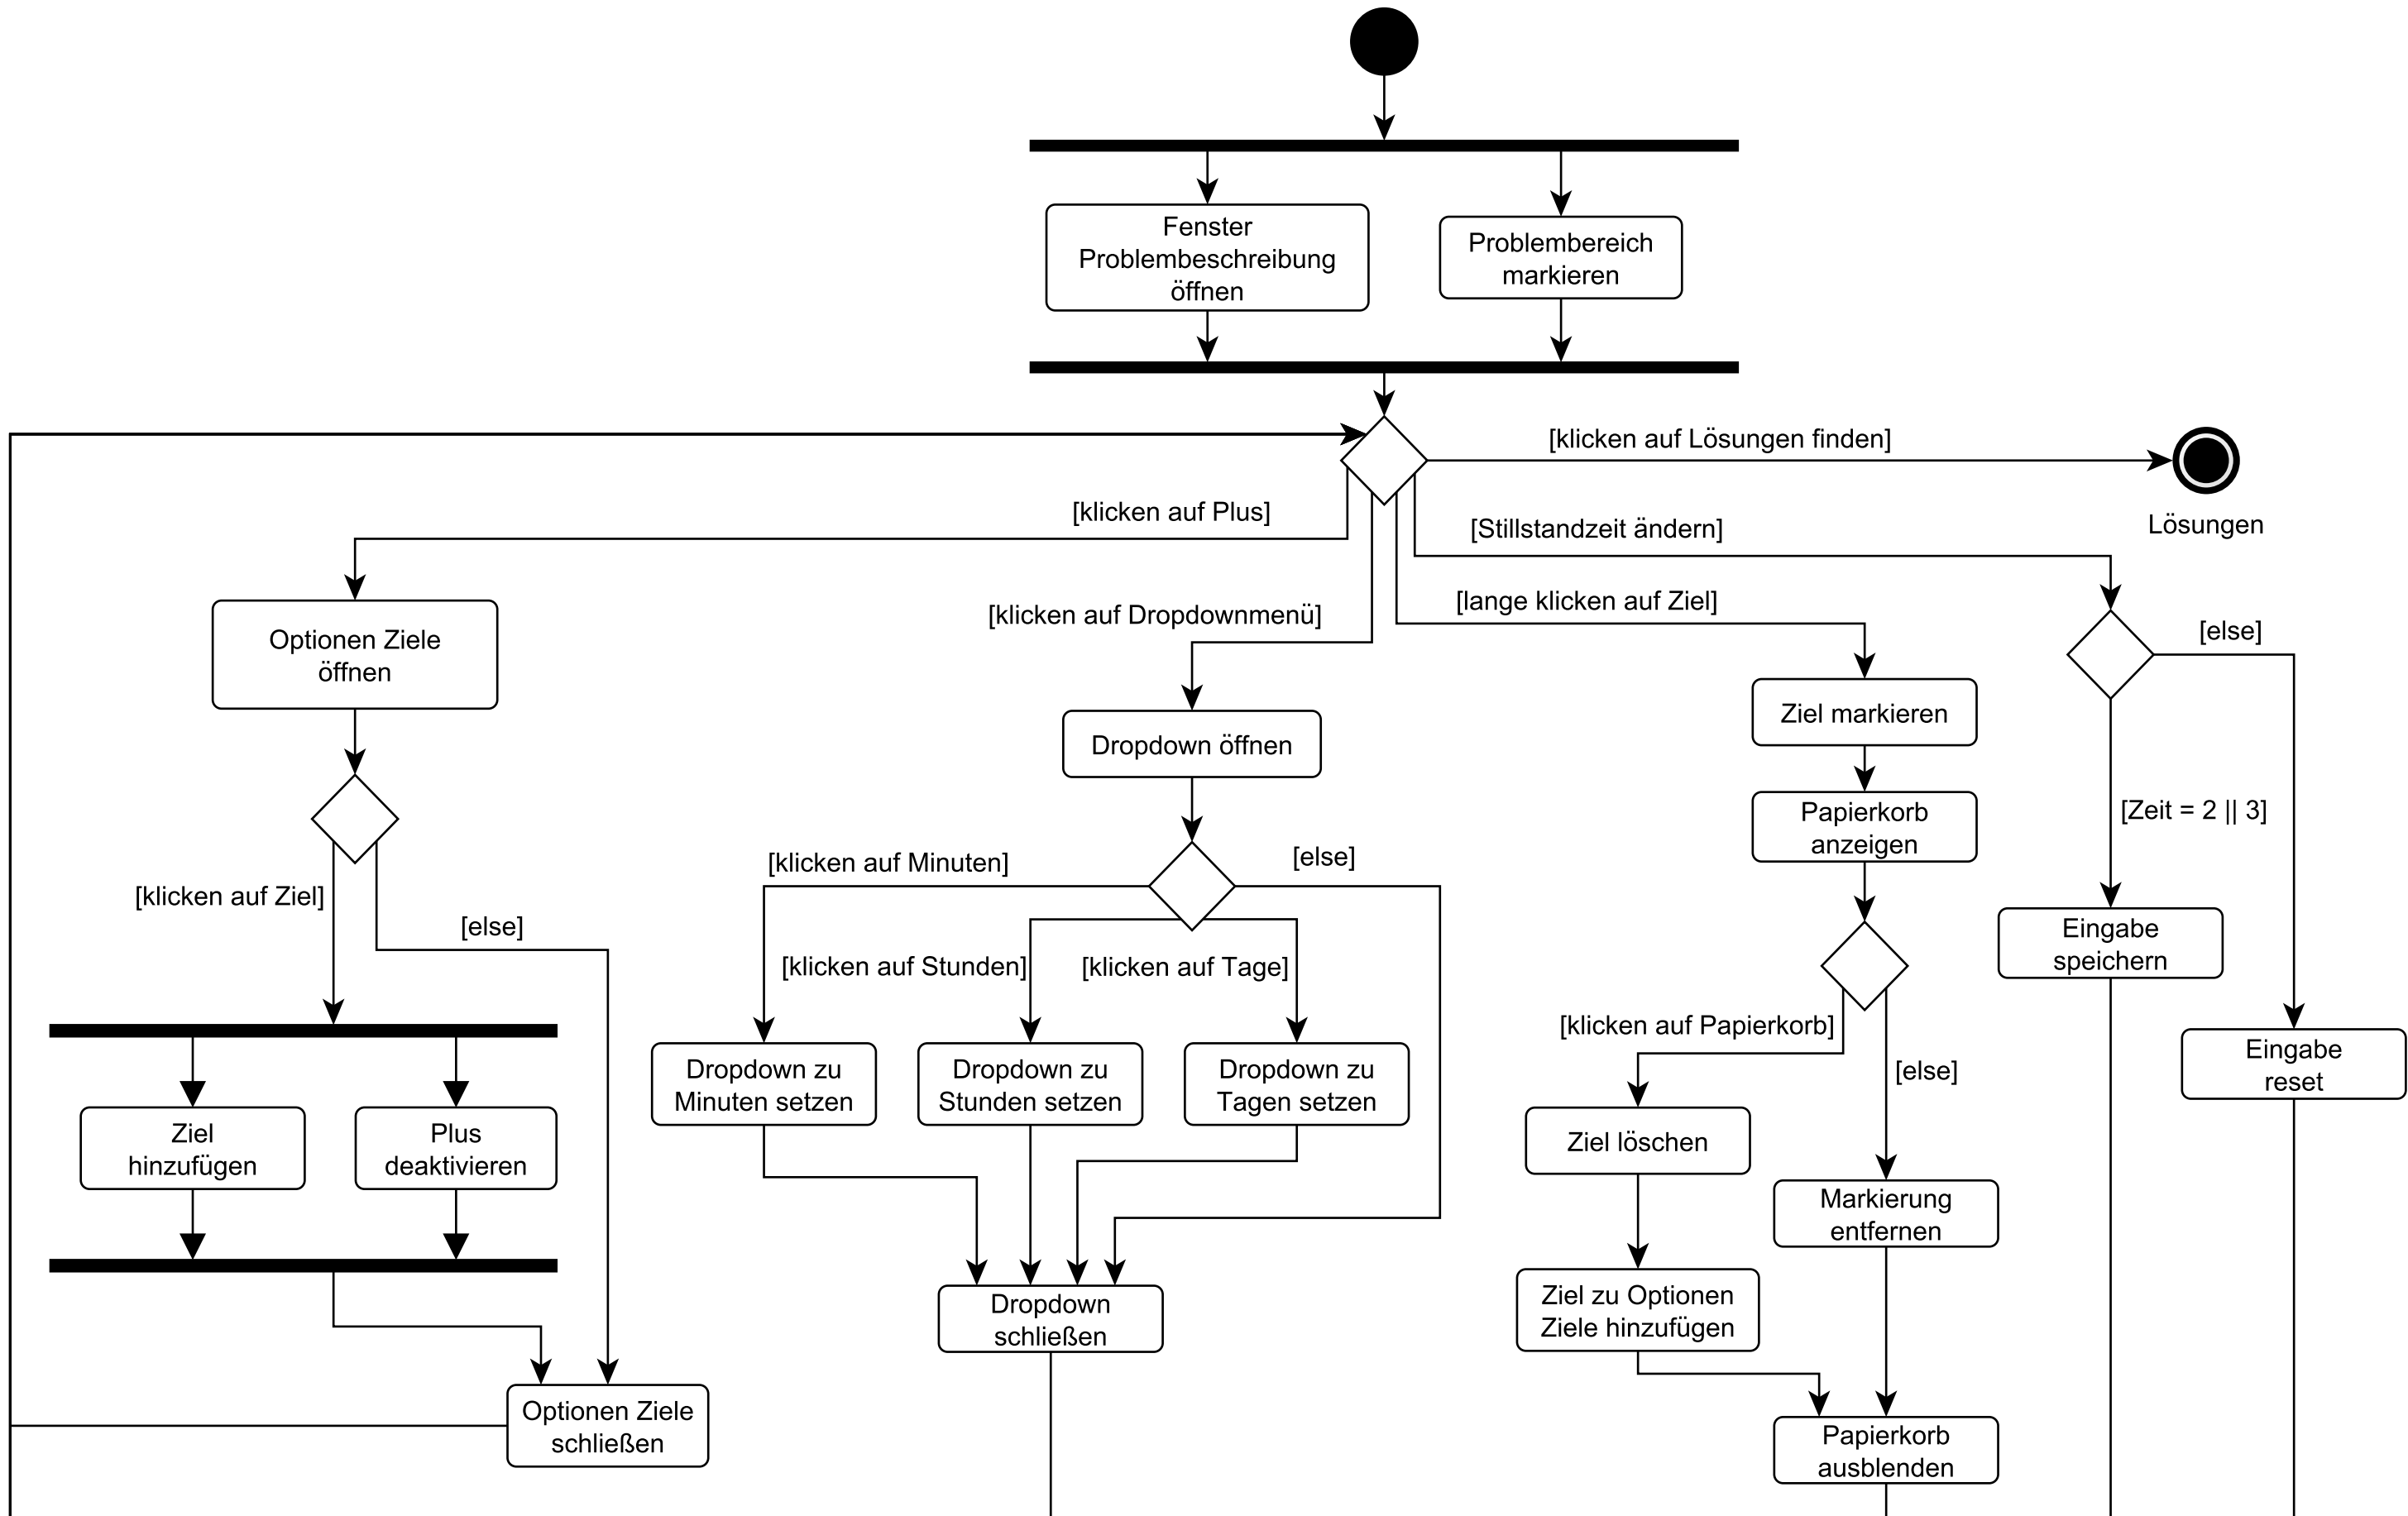 Fenster
Problembeschreibung
öffnen
Problembereich
markieren
[klicken auf Lösungen finden]
Lösungen
[klicken auf Plus]
[Stillstandzeit ändern]
[klicken auf Dropdownmenü]
[lange klicken auf Ziel]
[else]
Optionen Ziele
öffnen
Ziel markieren
Dropdown öffnen
Papierkorb
anzeigen
[Zeit = 2 || 3]
[klicken auf Minuten]
[else]
[klicken auf Ziel]
[else]
Eingabe
speichern
[klicken auf Stunden]
[klicken auf Tage]
[klicken auf Papierkorb]
[else]
Eingabe
reset
Dropdown zu
Minuten setzen
Dropdown zu
Stunden setzen
Dropdown zu
Tagen setzen
Ziel
hinzufügen
Plus
deaktivieren
Ziel löschen
Markierung
entfernen
Dropdown
schließen
Ziel zu Optionen
Ziele hinzufügen
Optionen Ziele
schließen
Papierkorb
ausblenden